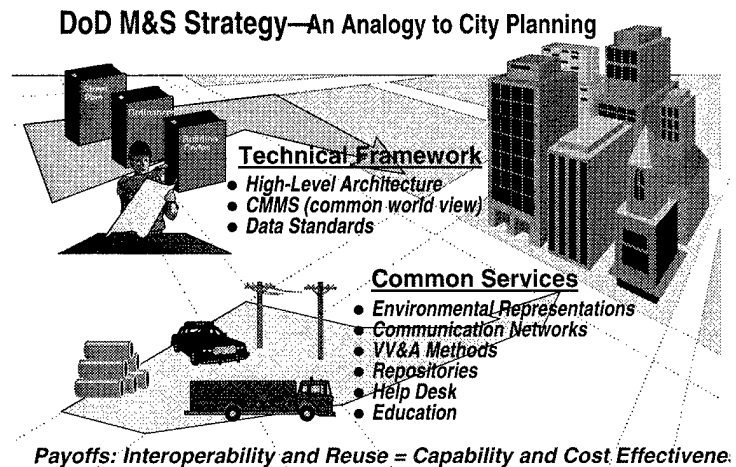 DoD M&S Strategy—An Analogy to City Planning
Technical Framework
• High-Level Architecture
• CMMS (common world view)
• Data Standards
Common Services
• Environmental Representations
• Communication Networks
• VV&A Methods
• Repositories
• Help Desk
• Education
Payoffs: Interoperability and Reuse = Capability and Cost Effectivene